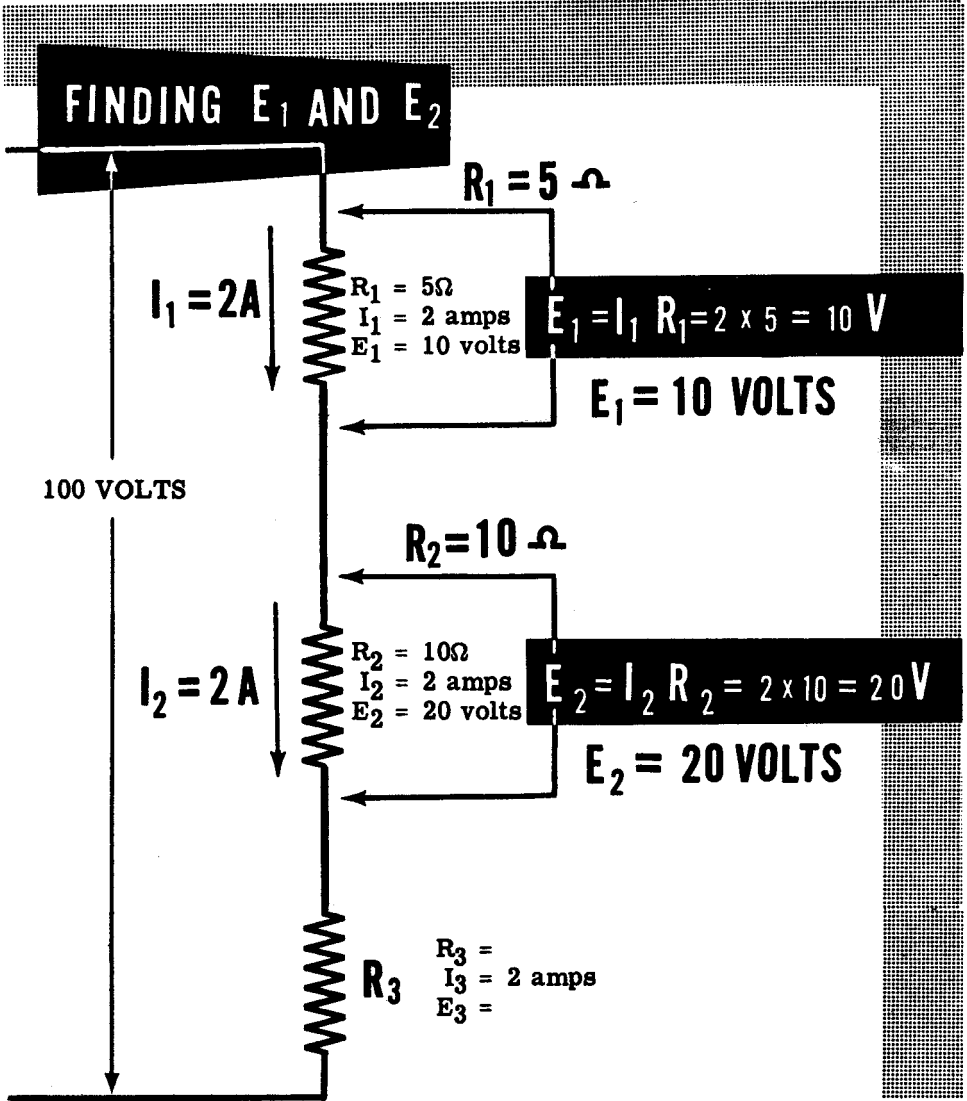 FINDING E₁ AND E₂
R₁ = 5 Ω
I₁ = 2A
R₁ = 5Ω
I₁ = 2 amps
E₁ = 10 volts
E₁ = I₁ R₁ = 2 x 5 = 10 V
E₁ = 10 VOLTS
100 VOLTS
R₂ = 10 Ω
I₂ = 2 A
R₂ = 10Ω
I₂ = 2 amps
E₂ = 20 volts
E₂ = I₂ R₂ = 2 x 10 = 20 V
E₂ = 20 VOLTS
R₃
R₃ =
I₃ = 2 amps
E₃ =